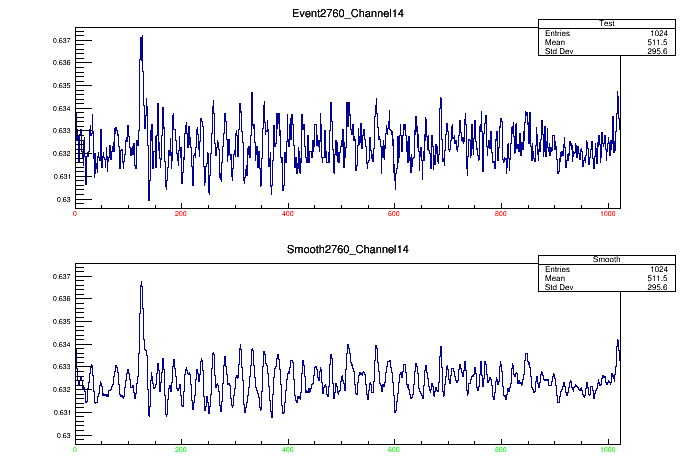 Event2760_Channel14
Test
Entries 1024
Mean 511.5
Std Dev 295.6
0.637
0.636
0.635
0.634
0.633
0.632
0.631
0.63
0 200 400 600 800 1000
Smooth2760_Channel14
Smooth
Entries 1024
Mean 511.5
Std Dev 295.6
0.637
0.636
0.635
0.634
0.633
0.632
0.631
0.63
0 200 400 600 800 1000